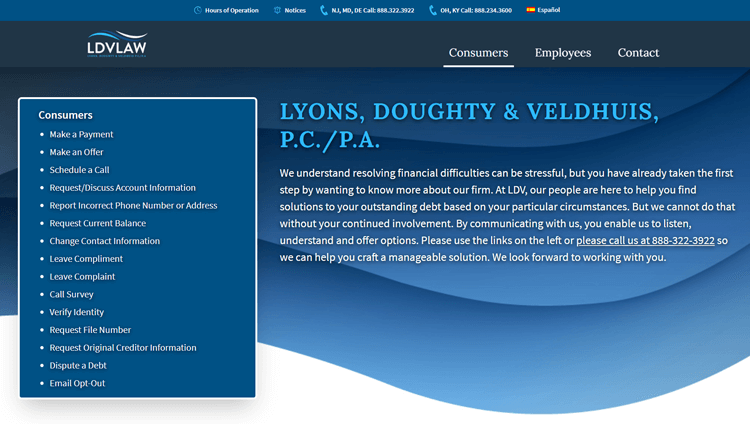 Hours of Operation
Notices
NJ, MD, DE Call: 888.322.3922
OH, KY Call: 888.234.3600
Español
LDVLAW
Consumers
Employees
Contact
Consumers
Make a Payment
Make an Offer
Schedule a Call
Request/Discuss Account Information
Report Incorrect Phone Number or Address
Request Current Balance
Change Contact Information
Leave Compliment
Leave Complaint
Call Survey
Verify Identity
Request File Number
Request Original Creditor Information
Dispute a Debt
Email Opt-Out
LYONS, DOUGHTY & VELDHUIS,
P.C./P.A.
We understand resolving financial difficulties can be stressful, but you have already taken the first
step by wanting to know more about our firm. At LDV, our people are here to help you find
solutions to your outstanding debt based on your particular circumstances. But we cannot do that
without your continued involvement. By communicating with us, you enable us to listen,
understand and offer options. Please use the links on the left or please call us at 888-322-3922 so
we can help you craft a manageable solution. We look forward to working with you.